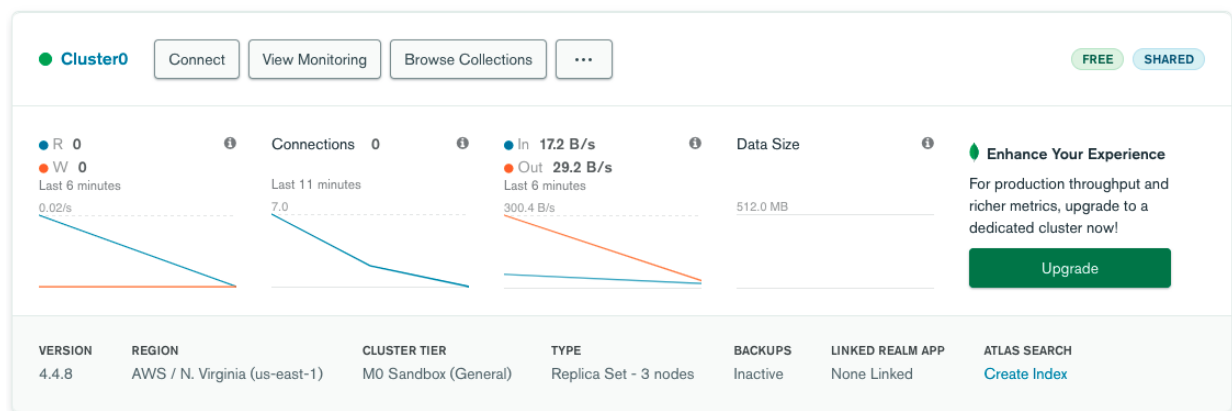 Cluster0
Connect
View Monitoring
Browse Collections
...
FREE
SHARED
R 0
W 0
Last 6 minutes
0.02/s
Connections 0
Last 11 minutes
7.0
In 17.2 B/s
Out 29.2 B/s
Last 6 minutes
300.4 B/s
Data Size
512.0 MB
Enhance Your Experience
For production throughput and
richer metrics, upgrade to a
dedicated cluster now!
Upgrade
VERSION
4.4.8
REGION
AWS / N. Virginia (us-east-1)
CLUSTER TIER
M0 Sandbox (General)
TYPE
Replica Set - 3 nodes
BACKUPS
Inactive
LINKED REALM APP
None Linked
ATLAS SEARCH
Create Index